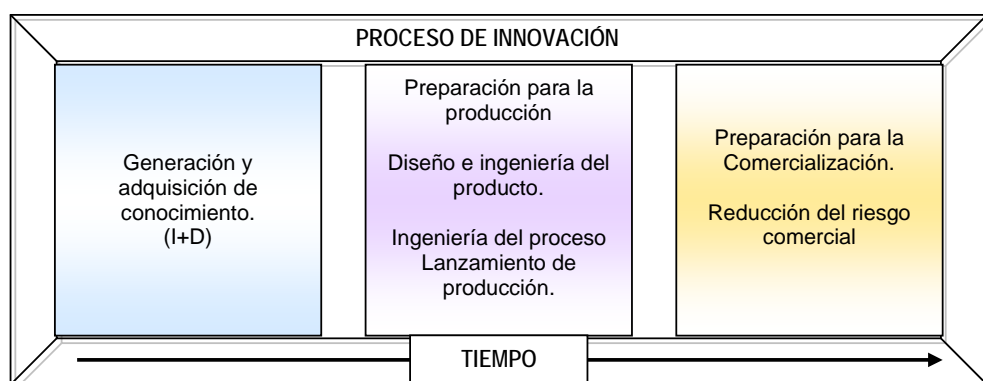 PROCESO DE INNOVACIÓN
Generación y
adquisición de
conocimiento.
(I+D)
Preparación para la
producción
Diseño e ingeniería del
producto.
Ingeniería del proceso
Lanzamiento de
producción.
Preparación para la
Comercialización.
Reducción del riesgo
comercial
TIEMPO